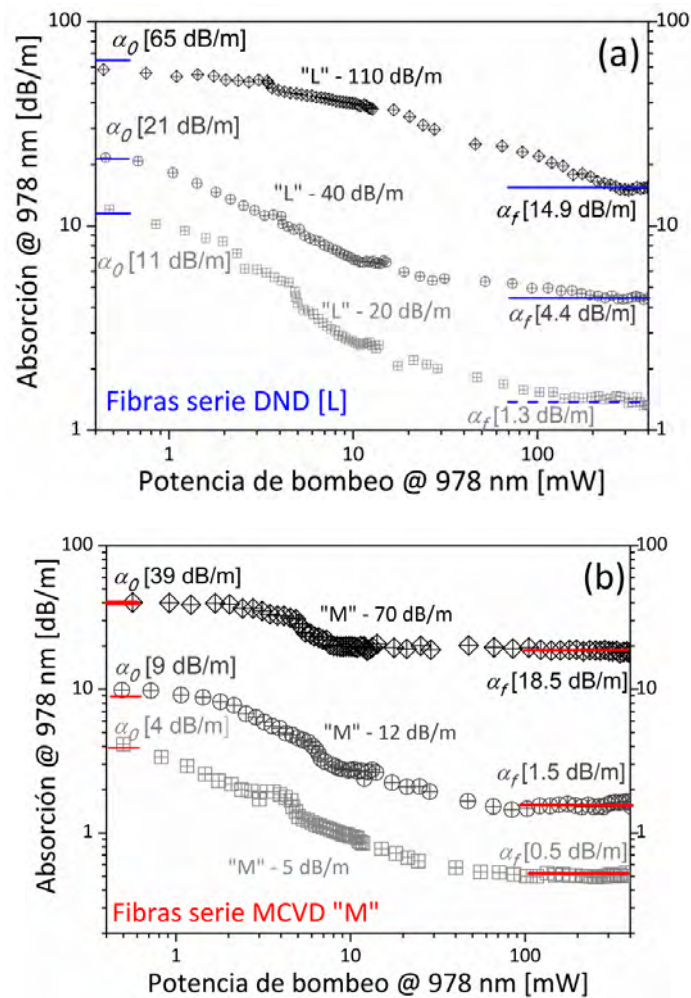 (a)
α0 [65 dB/m]
"L" - 110 dB/m
α0 [21 dB/m]
"L" - 40 dB/m
αf [14.9 dB/m]
α0 [11 dB/m]
"L" - 20 dB/m
αf [4.4 dB/m]
Fibras serie DND [L]
αf [1.3 dB/m]
Absorción @ 978 nm [dB/m]
100
10
1
100
10
1
1
10
100
Potencia de bombeo @ 978 nm [mW]
(b)
α0 [39 dB/m]
"M" - 70 dB/m
α0 [9 dB/m]
αf [18.5 dB/m]
α0 [4 dB/m]
"M" - 12 dB/m
αf [1.5 dB/m]
"M" - 5 dB/m
αf [0.5 dB/m]
Fibras serie MCVD "M"
Absorción @ 978 nm [dB/m]
100
10
1
100
10
1
1
10
100
Potencia de bombeo @ 978 nm [mW]